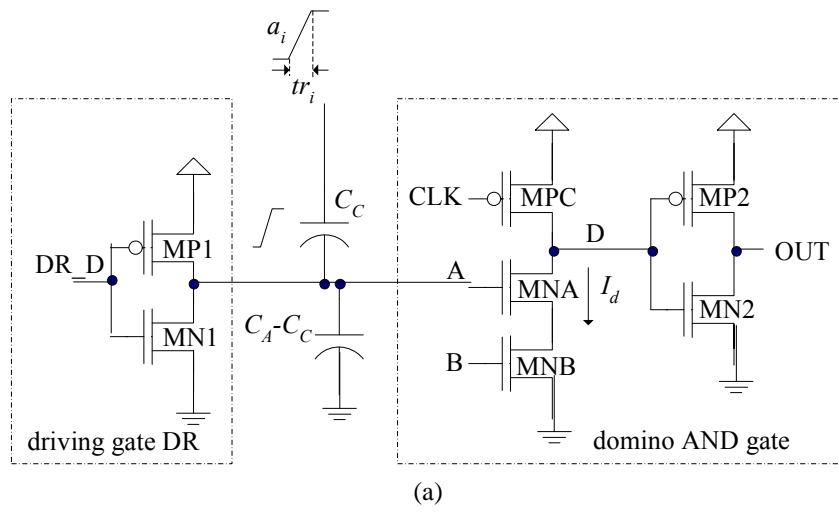 a_i
tr_i
C_C
CLK
MPC
MP2
MP1
DR_D
D
OUT
A
MNA
I_d
MN2
MN1
C_A-C_C
B
MNB
driving gate DR
domino AND gate
(a)